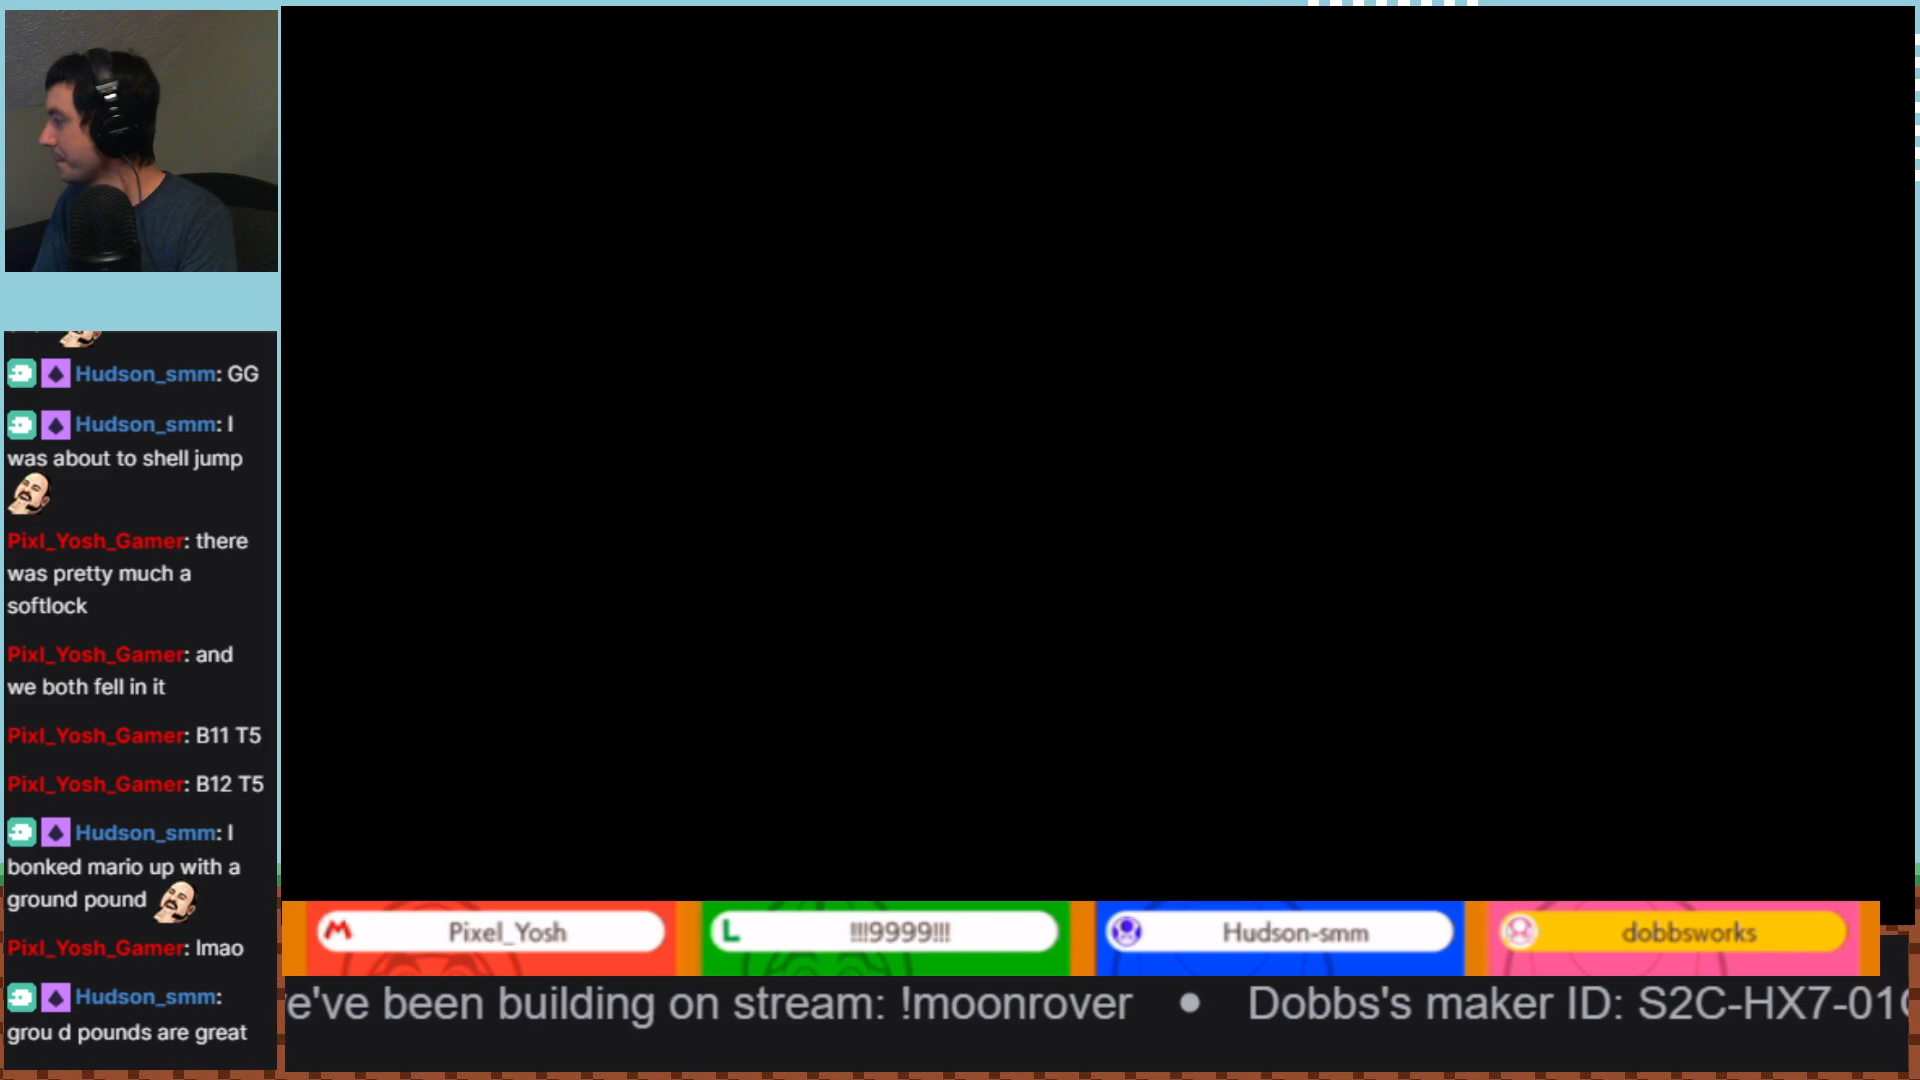 Hudson_smm: GG
Hudson_smm: I
was about to shell jump
Pixl_Yosh_Gamer: there
was pretty much a
softlock
Pixl_Yosh_Gamer: and
we both fell in it
Pixl_Yosh_Gamer: B11 T5
Pixl_Yosh_Gamer: B12 T5
Hudson_smm: I
bonked mario up with a
ground pound
Pixl_Yosh_Gamer: lmao
Hudson_smm:
grou d pounds are great
M Pixel_Yosh
L !!!9999!!!
Hudson-smm
dobbsworks
e've been building on stream: !moonrover • Dobbs's maker ID: S2C-HX7-01